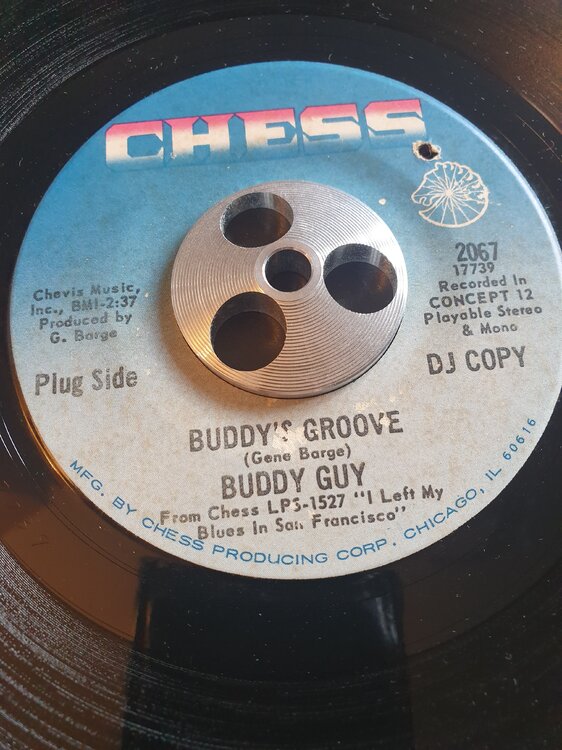 CHESS
2067
17739
Recorded In
CONCEPT 12
Playable Stereo
& Mono
DJ COPY
Chevis Music,
Inc., BMI-2:37
Produced by
G. Barge
Plug Side
BUDDY'S GROOVE
(Gene Barge)
BUDDY GUY
From Chess LPS-1527 "I Left My
Blues In San Francisco"
MFG. BY CHESS PRODUCING CORP. CHICAGO, IL 60616